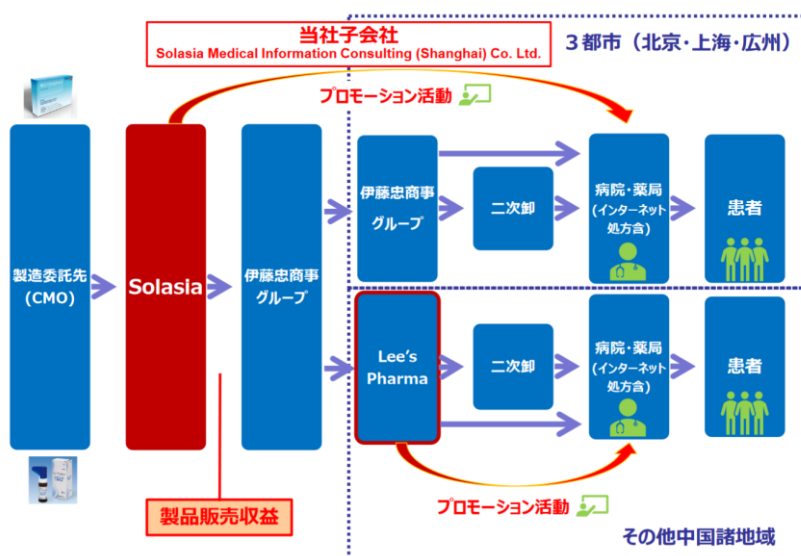 当社子会社
Solasia Medical Information Consulting (Shanghai) Co. Ltd.
3都市（北京・上海・広州）
プロモーション活動
製造委託先
(CMO)
Solasia
伊藤忠商事
グループ
伊藤忠商事
グループ
二次卸
病院・薬局
(インターネット
処方含)
患者
Lee's
Pharma
二次卸
病院・薬局
(インターネット
処方含)
患者
製品販売収益
プロモーション活動
その他中国諸地域